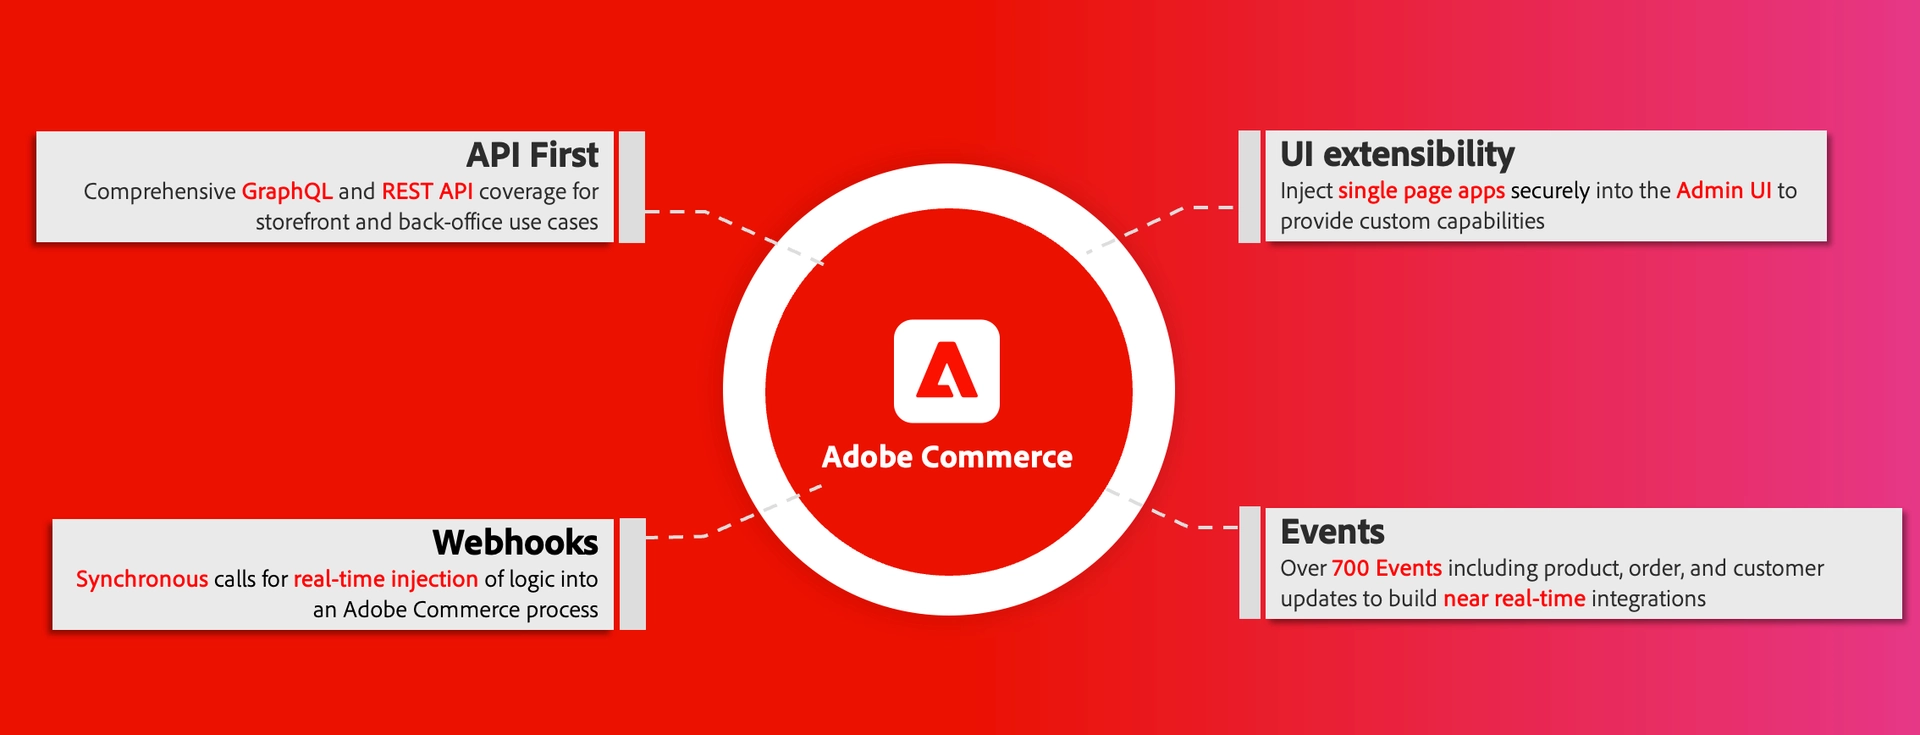 API First
Comprehensive GraphQL and REST API coverage for
storefront and back-office use cases
UI extensibility
Inject single page apps securely into the Admin UI to
provide custom capabilities
Adobe Commerce
Webhooks
Synchronous calls for real-time injection of logic into
an Adobe Commerce process
Events
Over 700 Events including product, order, and customer
updates to build near real-time integrations